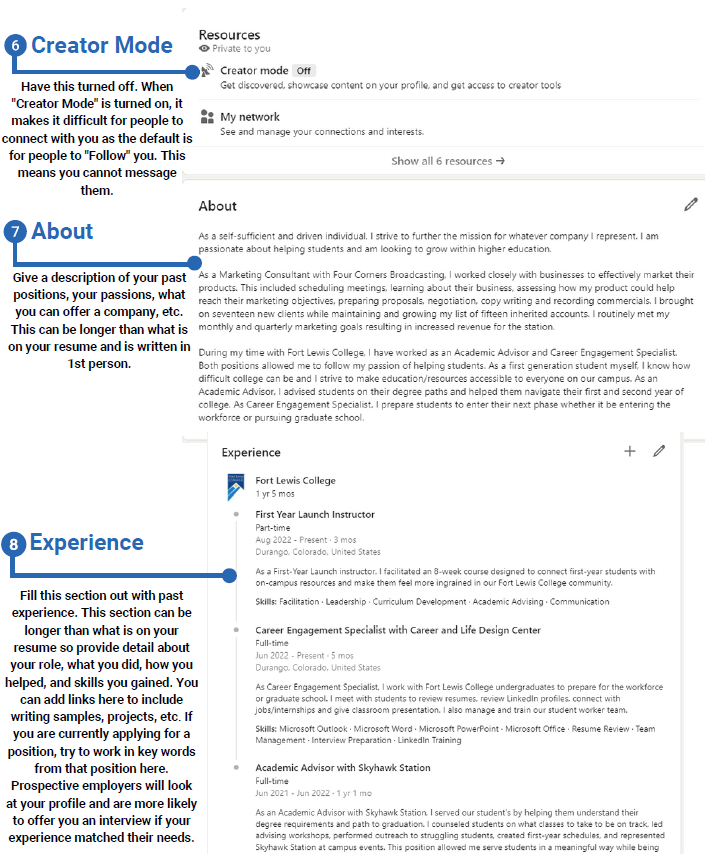 6 Creator Mode
Have this turned off. When
"Creator Mode" is turned on, it
makes it difficult for people to
connect with you as the default is
for people to "Follow" you. This
means you cannot message
them.
Resources
Private to you
Creator mode Off
Get discovered, showcase content on your profile, and get access to creator tools
My network
See and manage your connections and interests.
Show all 6 resources →
7 About
Give a description of your past
positions, your passions, what
you can offer a company, etc.
This can be longer than what is
on your resume and is written in
1st person.
About
As a self-sufficient and driven individual, I strive to further the mission for whatever company I represent. I am
passionate about helping students and am looking to grow within higher education.
As a Marketing Consultant with Four Corners Broadcasting, I worked closely with businesses to effectively market their
products. This included scheduling meetings, learning about their business, assessing how my product could help
reach their marketing objectives, preparing proposals, negotiation, copy writing and recording commercials. I brought
on seventeen new clients while maintaining and growing my list of fifteen inherited accounts. I routinely met my
monthly and quarterly marketing goals resulting in increased revenue for the station.
During my time with Fort Lewis College, I have worked as an Academic Advisor and Career Engagement Specialist.
Both positions allowed me to follow my passion of helping students. As a first generation student myself, I know how
difficult college can be and I strive to make education/resources accessible to everyone on our campus. As an
Academic Advisor, I advised students on their degree paths and helped them navigate their first and second year of
college. As Career Engagement Specialist, I prepare students to enter their next phase whether it be entering the
workforce or pursuing graduate school.
8 Experience
Fill this section out with past
experience. This section can be
longer than what is on your
resume so provide detail about
your role, what you did, how you
helped, and skills you gained. You
can add links here to include
writing samples, projects, etc. If
you are currently applying for a
position, try to work in key words
from that position here.
Prospective employers will look
at your profile and are more likely
to offer you an interview if your
experience matched their needs.
Experience
Fort Lewis College
1 yr 5 mos
First Year Launch Instructor
Part-time
Aug 2022 - Present · 3 mos
Durango, Colorado, United States
As a First-Year Launch instructor, I facilitated an 8-week course designed to connect first-year students with
on-campus resources and make them feel more ingrained in our Fort Lewis College community.
Skills: Facilitation · Leadership · Curriculum Development · Academic Advising · Communication
Career Engagement Specialist with Career and Life Design Center
Full-time
Jun 2022 - Present · 5 mos
Durango, Colorado, United States
As Career Engagement Specialist, I work with Fort Lewis College undergraduates to prepare for the workforce
or graduate school. I meet with students to review resumes, review LinkedIn profiles, connect with
jobs/internships and give classroom presentation. I also manage and train our student worker team.
Skills: Microsoft Outlook · Microsoft Word · Microsoft PowerPoint · Microsoft Office · Resume Review · Team
Management · Interview Preparation · LinkedIn Training
Academic Advisor with Skyhawk Station
Full-time
Jun 2021 - Jun 2022 · 1 yr 1 mo
As an Academic Advisor with Skyhawk Station, I served our student's by helping them understand their
degree requirements and path to graduation. I counseled students on what classes to take to be on track, led
advising workshops, performed outreach to struggling students, created first-year schedules, and represented
Skyhawk Station at campus events. This position allowed me serve students in a meaningful way while being